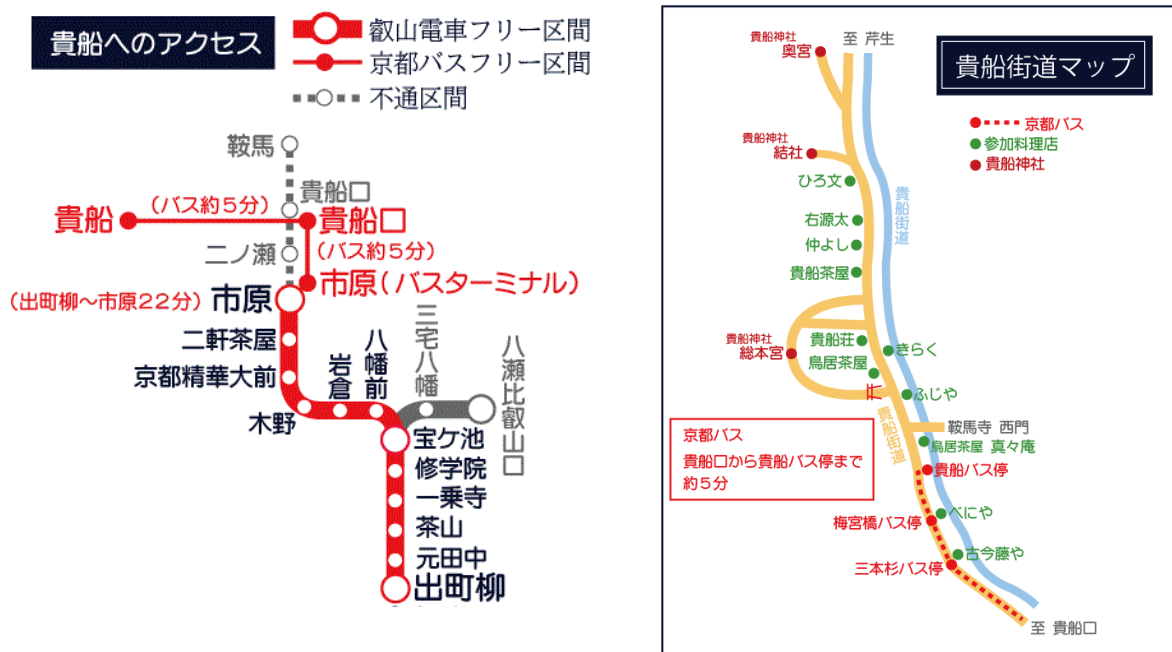 貴船へのアクセス
叡山電車フリー区間
京都バスフリー区間
不通区間
鞍馬
貴船口
貴船
(バス約5分)
貴船口
二ノ瀬
(バス約5分)
市原(バスターミナル)
(出町柳〜市原22分)
市原
二軒茶屋
京都精華大前
木野
岩倉
八幡前
三宅八幡
八瀬比叡山口
宝ケ池
修学院
一乗寺
茶山
元田中
出町柳
貴船街道マップ
京都バス
参加料理店
貴船神社
貴船神社
奥宮
至 芹生
貴船神社
結社
ひろ文
貴船街道
右源太
仲よし
貴船茶屋
貴船神社
総本宮
貴船荘
きらく
鳥居茶屋
ふじや
貴船街道
鞍馬寺 西門
鳥居茶屋 真々庵
京都バス
貴船口から貴船バス停まで
約5分
貴船バス停
べにや
梅宮橋バス停
古今藤や
三本杉バス停
至 貴船口